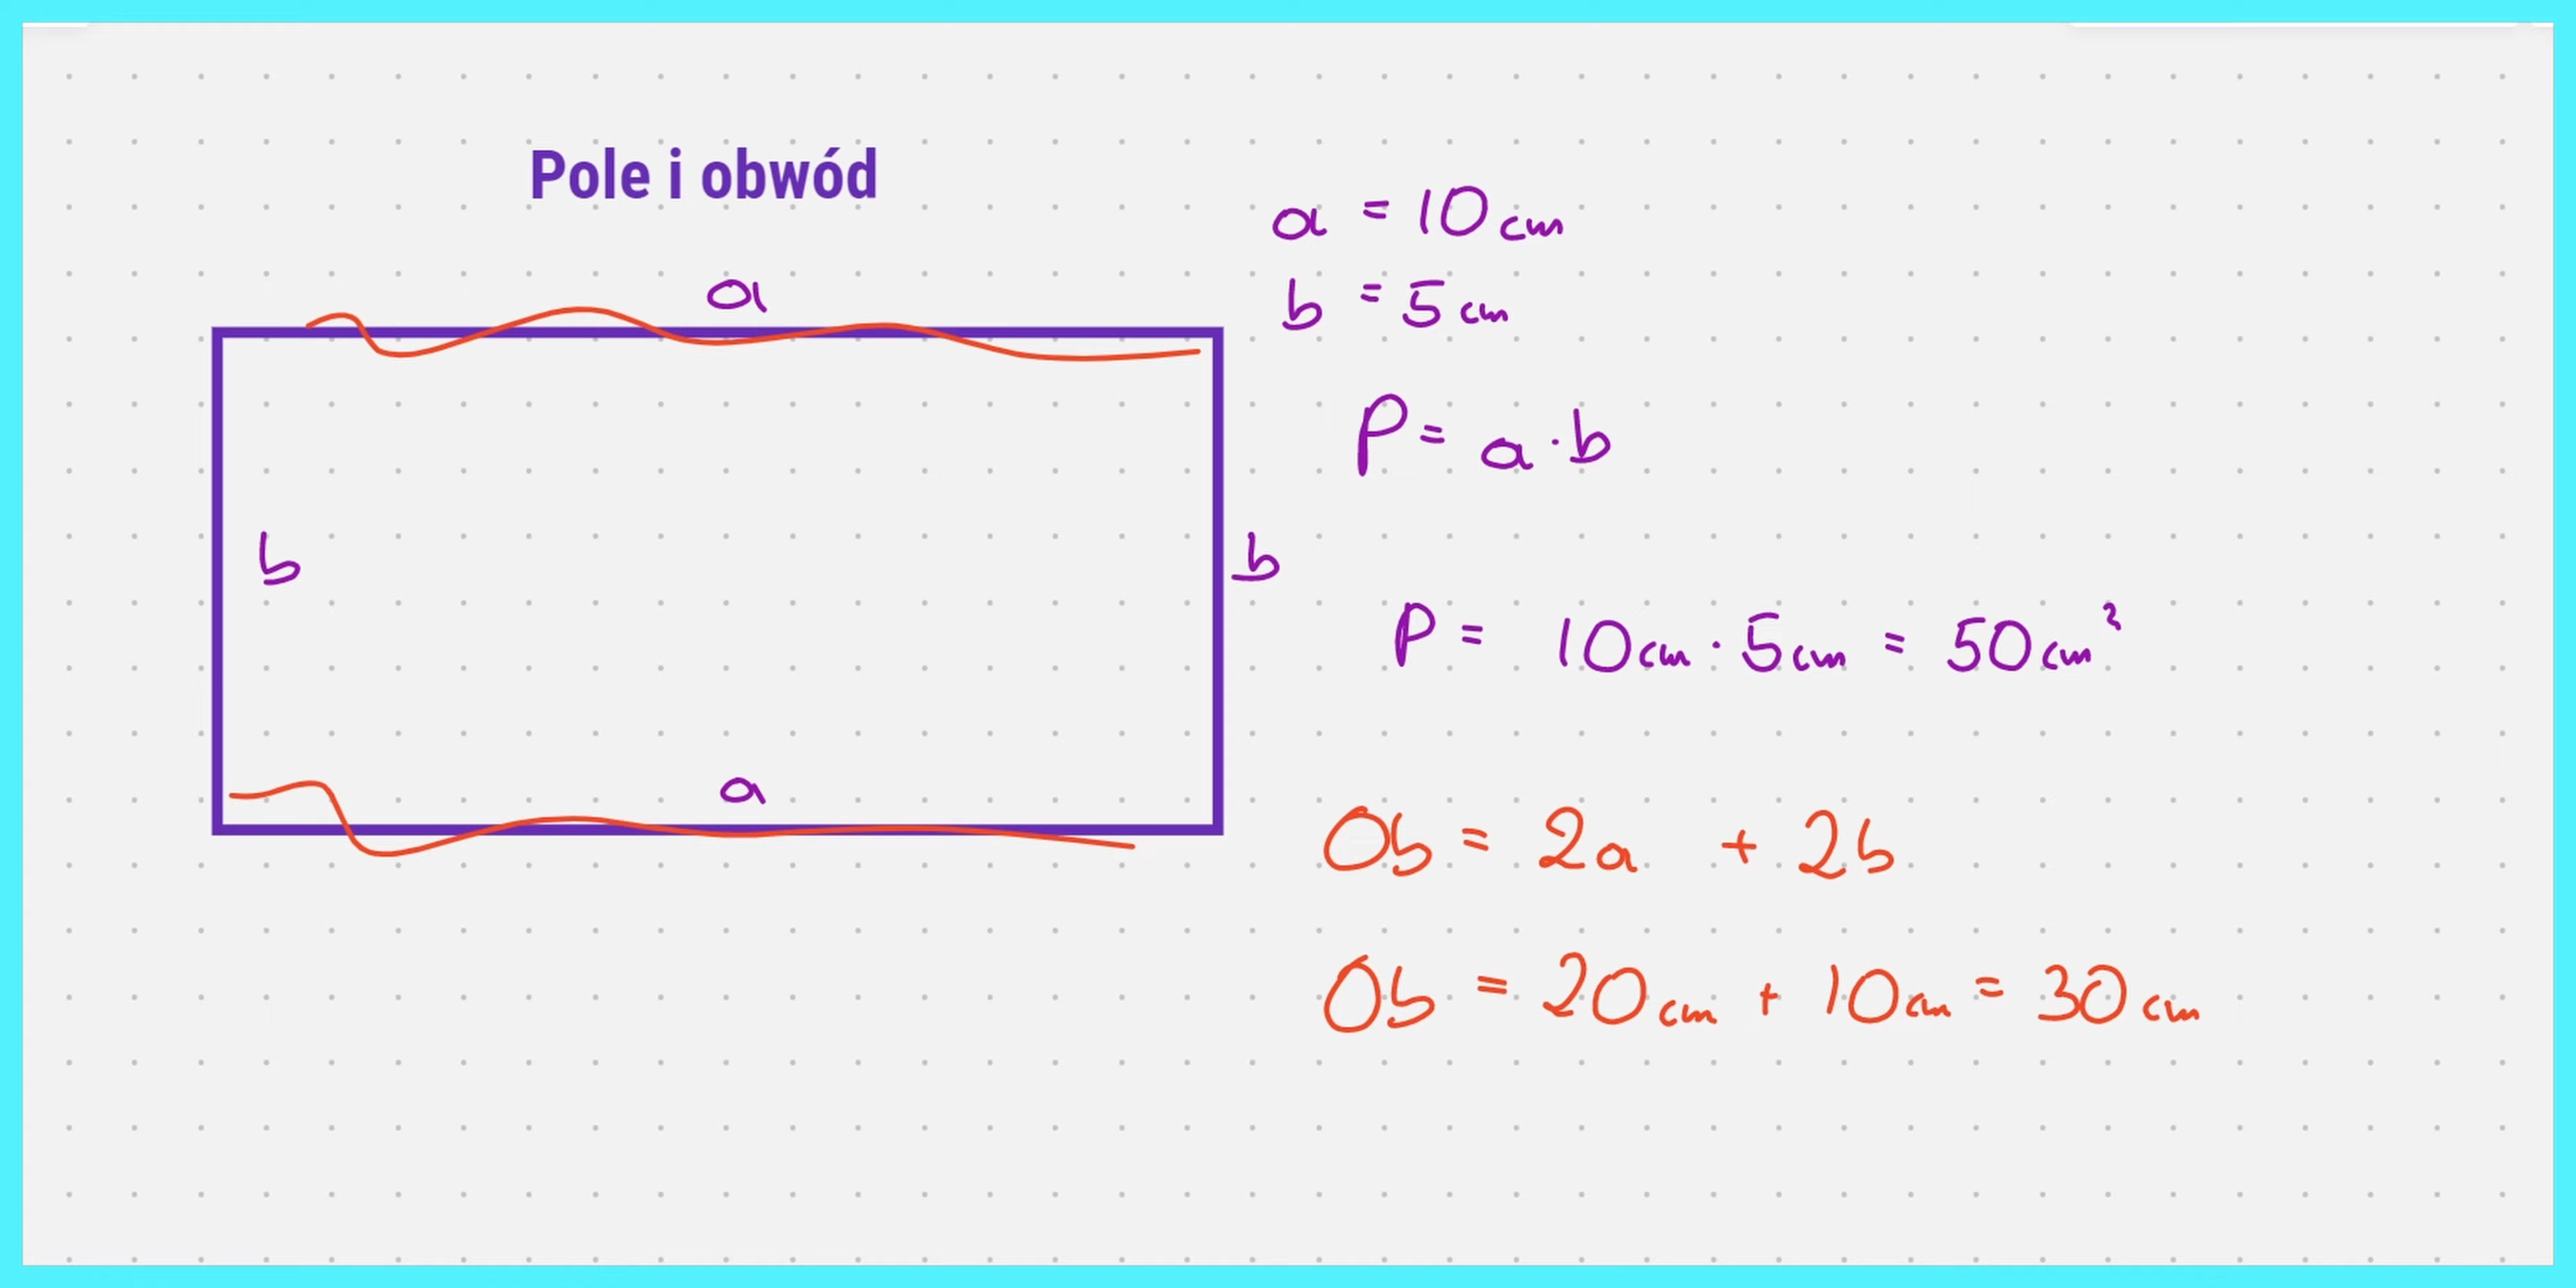 Pole i obwód
a = 10 cm
b = 5 cm
a
P = a · b
b
b
P = 10 cm · 5 cm = 50 cm²
a
Ob = 2a + 2b
Ob = 20 cm + 10 cm = 30 cm